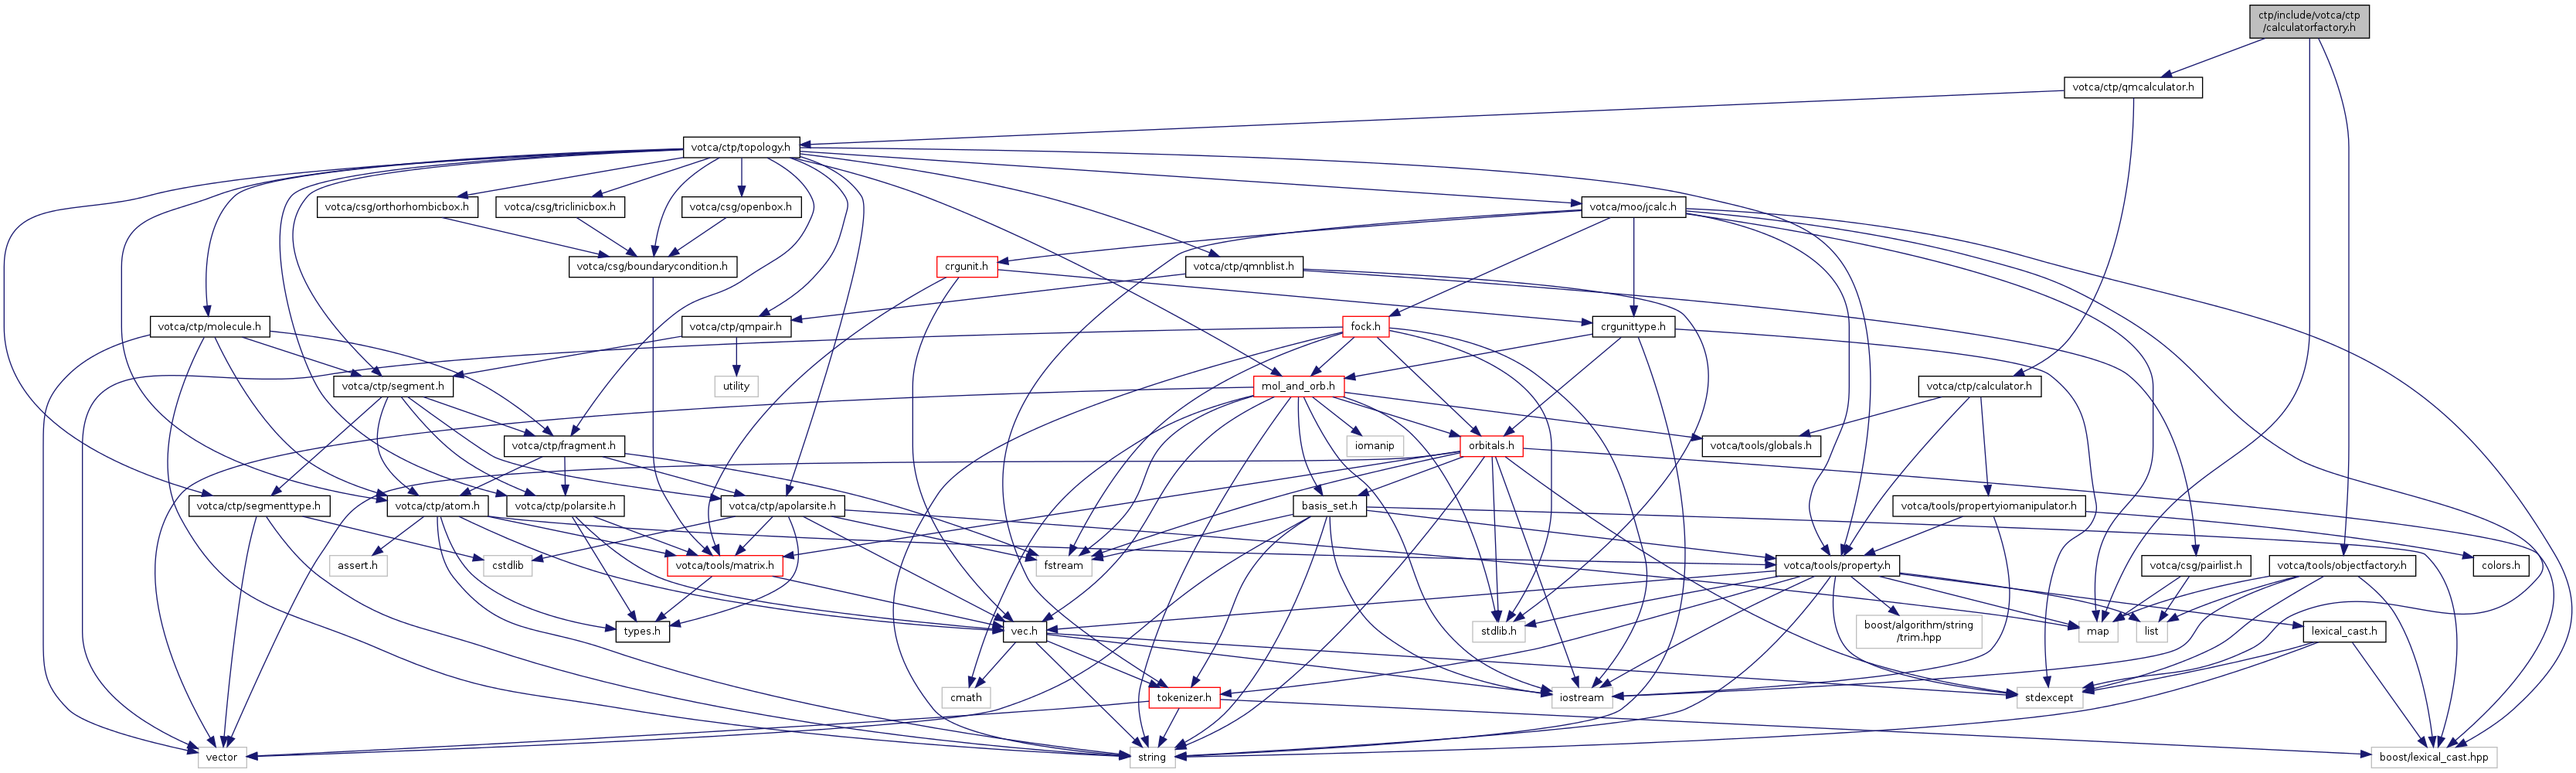 ctp/include/votca/ctp
/calculatorfactory.h
votca/ctp/qmcalculator.h
votca/ctp/topology.h
votca/csg/orthorhombicbox.h
votca/csg/triclinicbox.h
votca/csg/openbox.h
votca/moo/jcalc.h
votca/csg/boundarycondition.h
crgunit.h
votca/ctp/qmnblist.h
votca/ctp/molecule.h
votca/ctp/qmpair.h
fock.h
crgunittype.h
votca/ctp/segment.h
utility
mol_and_orb.h
votca/ctp/calculator.h
votca/ctp/fragment.h
iomanip
orbitals.h
votca/tools/globals.h
votca/ctp/segmenttype.h
votca/ctp/atom.h
votca/ctp/polarsite.h
votca/ctp/apolarsite.h
basis_set.h
votca/tools/propertyiomanipulator.h
assert.h
cstdlib
votca/tools/matrix.h
fstream
votca/tools/property.h
votca/csg/pairlist.h
votca/tools/objectfactory.h
colors.h
types.h
vec.h
stdlib.h
boost/algorithm/string
/trim.hpp
map
list
lexical_cast.h
cmath
tokenizer.h
iostream
stdexcept
vector
string
boost/lexical_cast.hpp